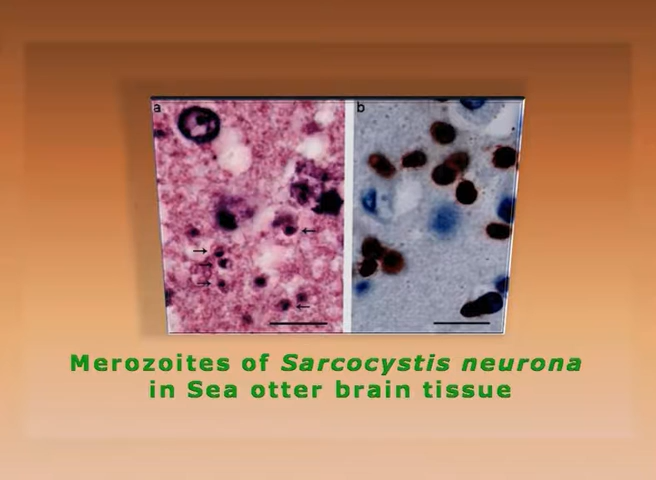 a b
Merozoites of Sarcocystis neurona
in Sea otter brain tissue